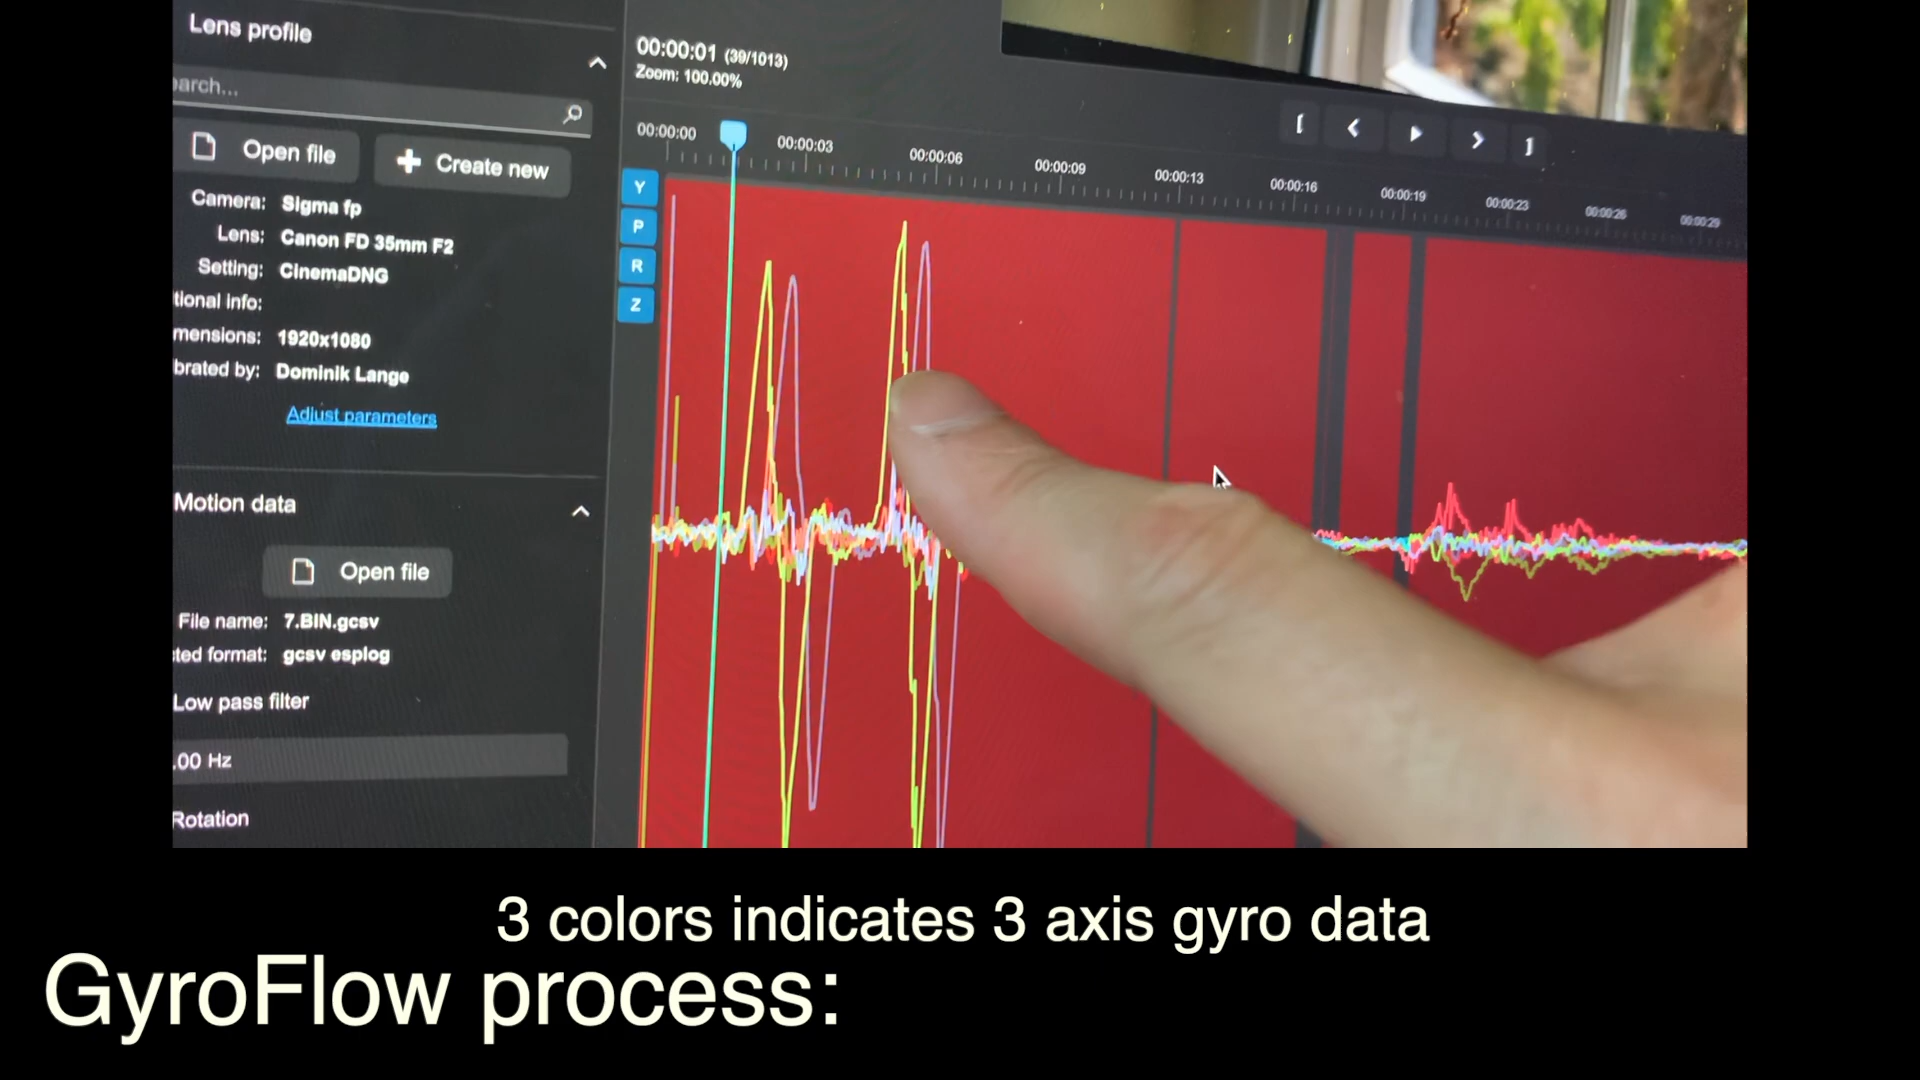 Lens profile
arch...
Open file
Create new
Camera: Sigma fp
Lens: Canon FD 35mm F2
Setting: CinemaDNG
tional info:
mensions: 1920x1080
brated by: Dominik Lange
Adjust parameters
Motion data
Open file
File name: 7.BIN.gcsv
ted format: gcsv esplog
Low pass filter
.00 Hz
Rotation
00:00:01 (39/1013)
Zoom: 100.00%
00:00:00 00:00:03 00:00:06 00:00:09 00:00:13 00:00:16 00:00:19 00:00:23 00:00:26 00:00:29
Y
P
R
Z
3 colors indicates 3 axis gyro data
GyroFlow process: